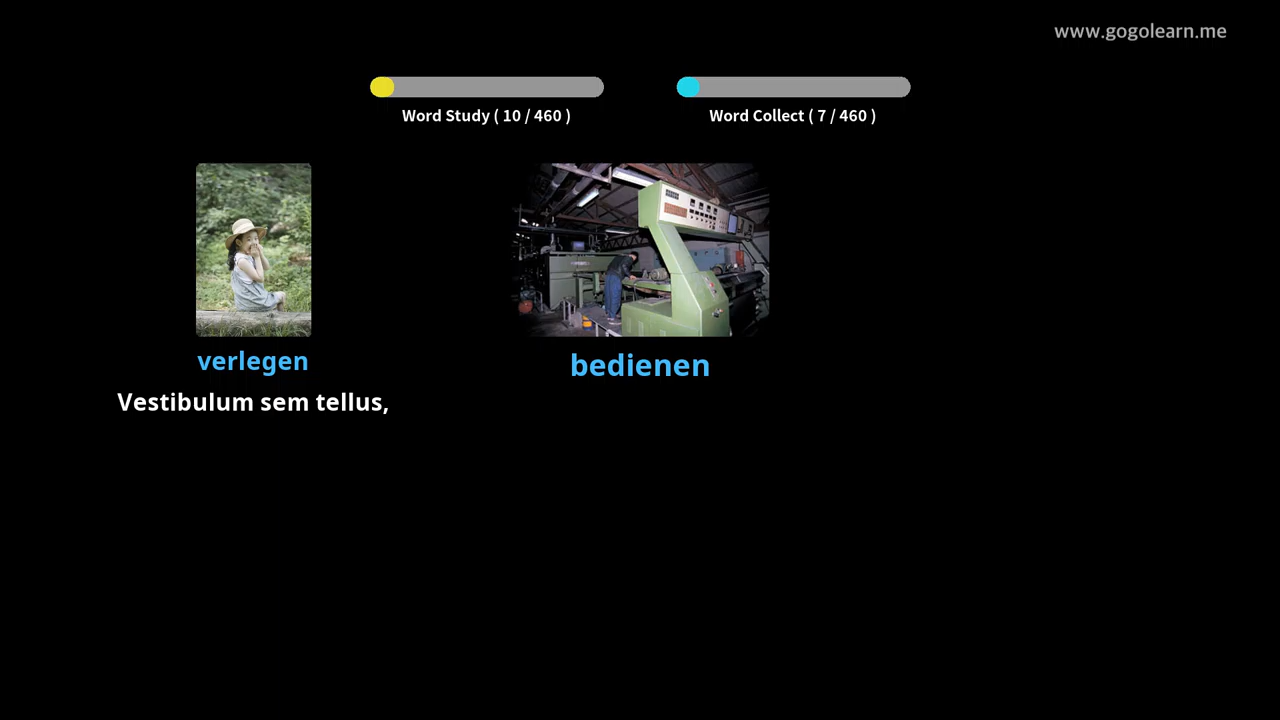 www.gogolearn.me
Word Study ( 10 / 460 )
Word Collect ( 7 / 460 )
verlegen
bedienen
Vestibulum sem tellus,